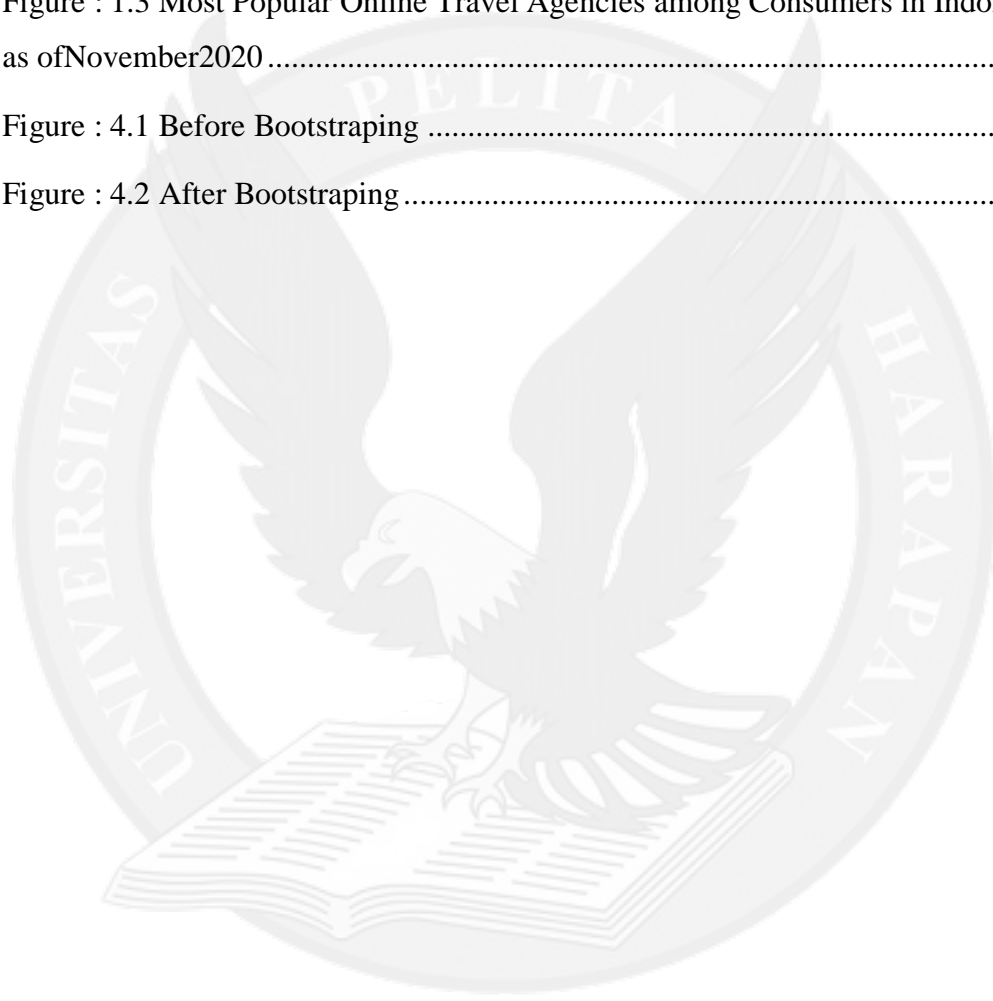 Figure : 1.3 Most Popular Online Travel Agencies among Consumers in Indo
as ofNovember2020 ..........................................................................................
Figure : 4.1 Before Bootstraping ......................................................................
Figure : 4.2 After Bootstraping .........................................................................
UNIVERSITAS PELITA HARAPAN